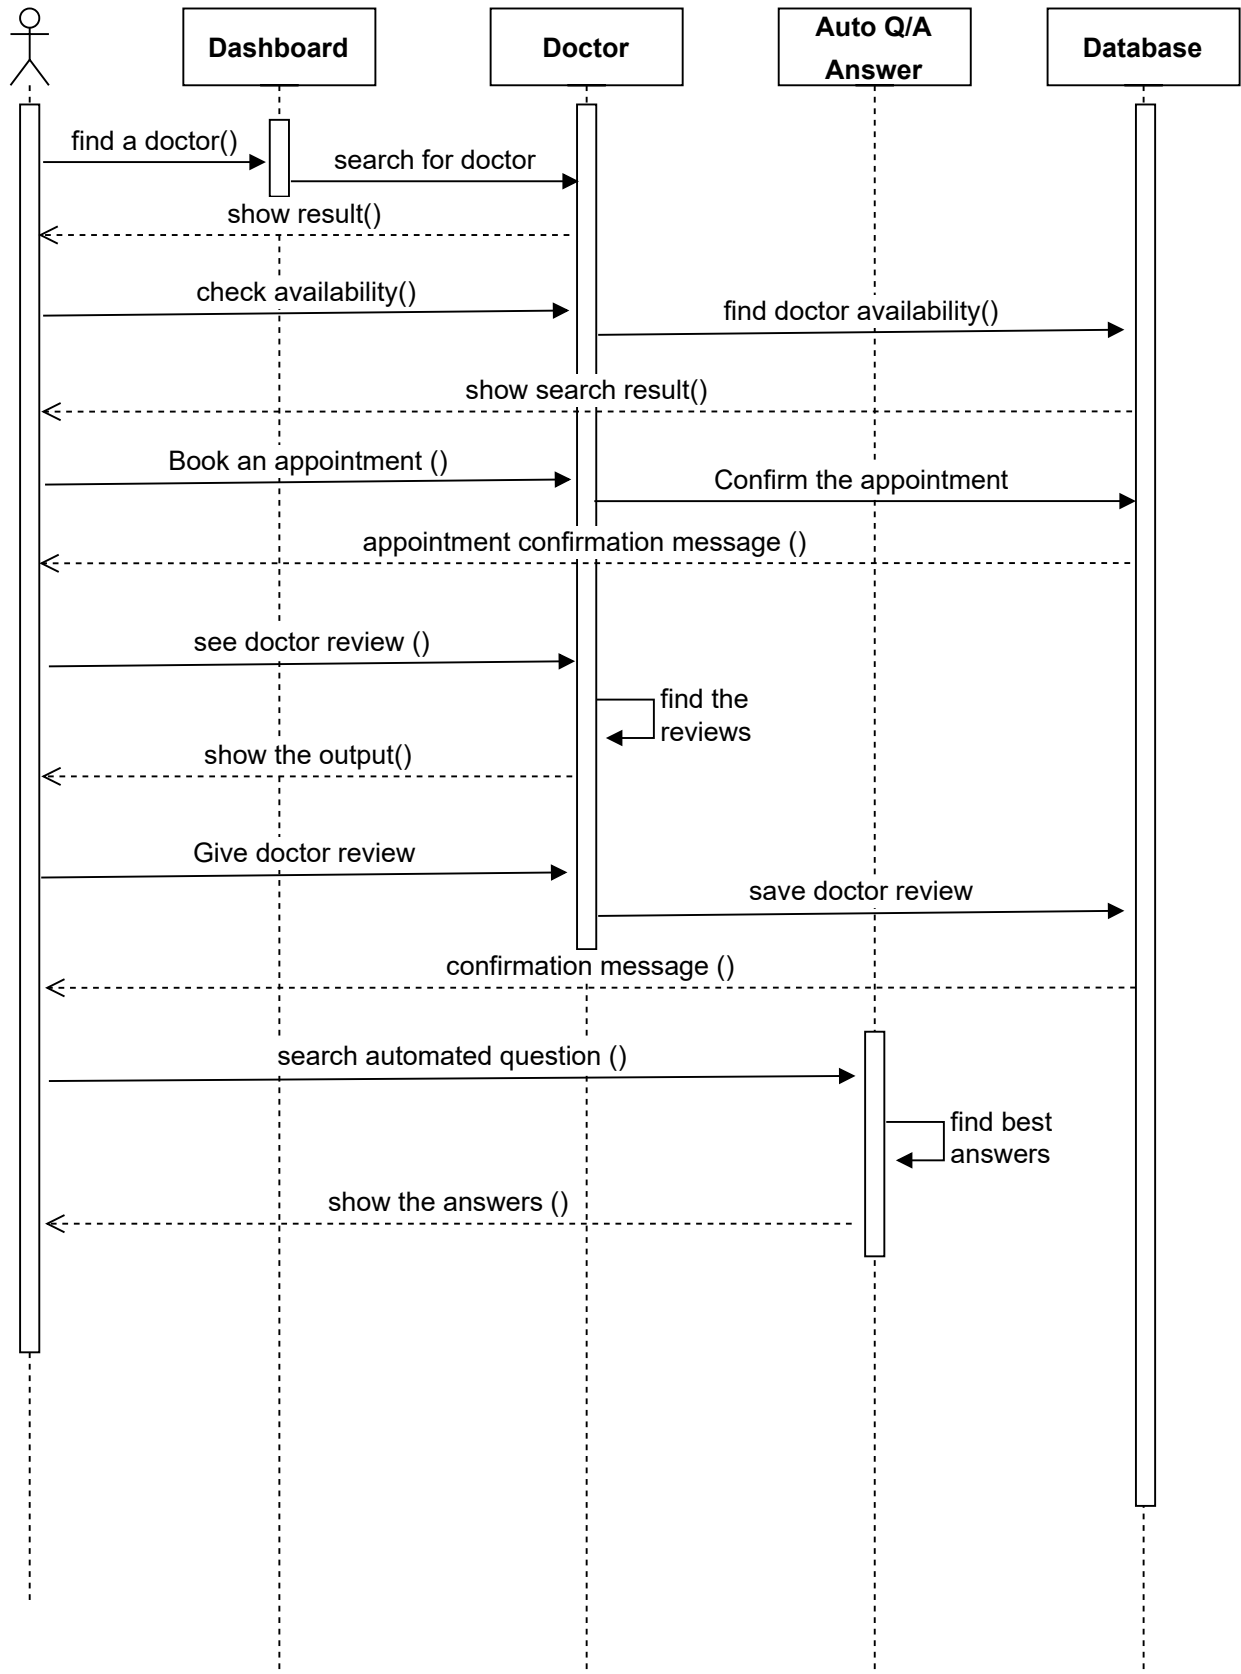 Dashboard
Doctor
Auto Q/A
Answer
Database
find a doctor()
search for doctor
show result()
check availability()
find doctor availability()
show search result()
Book an appointment ()
Confirm the appointment
appointment confirmation message ()
see doctor review ()
find the
reviews
show the output()
Give doctor review
save doctor review
confirmation message ()
search automated question ()
find best
answers
show the answers ()